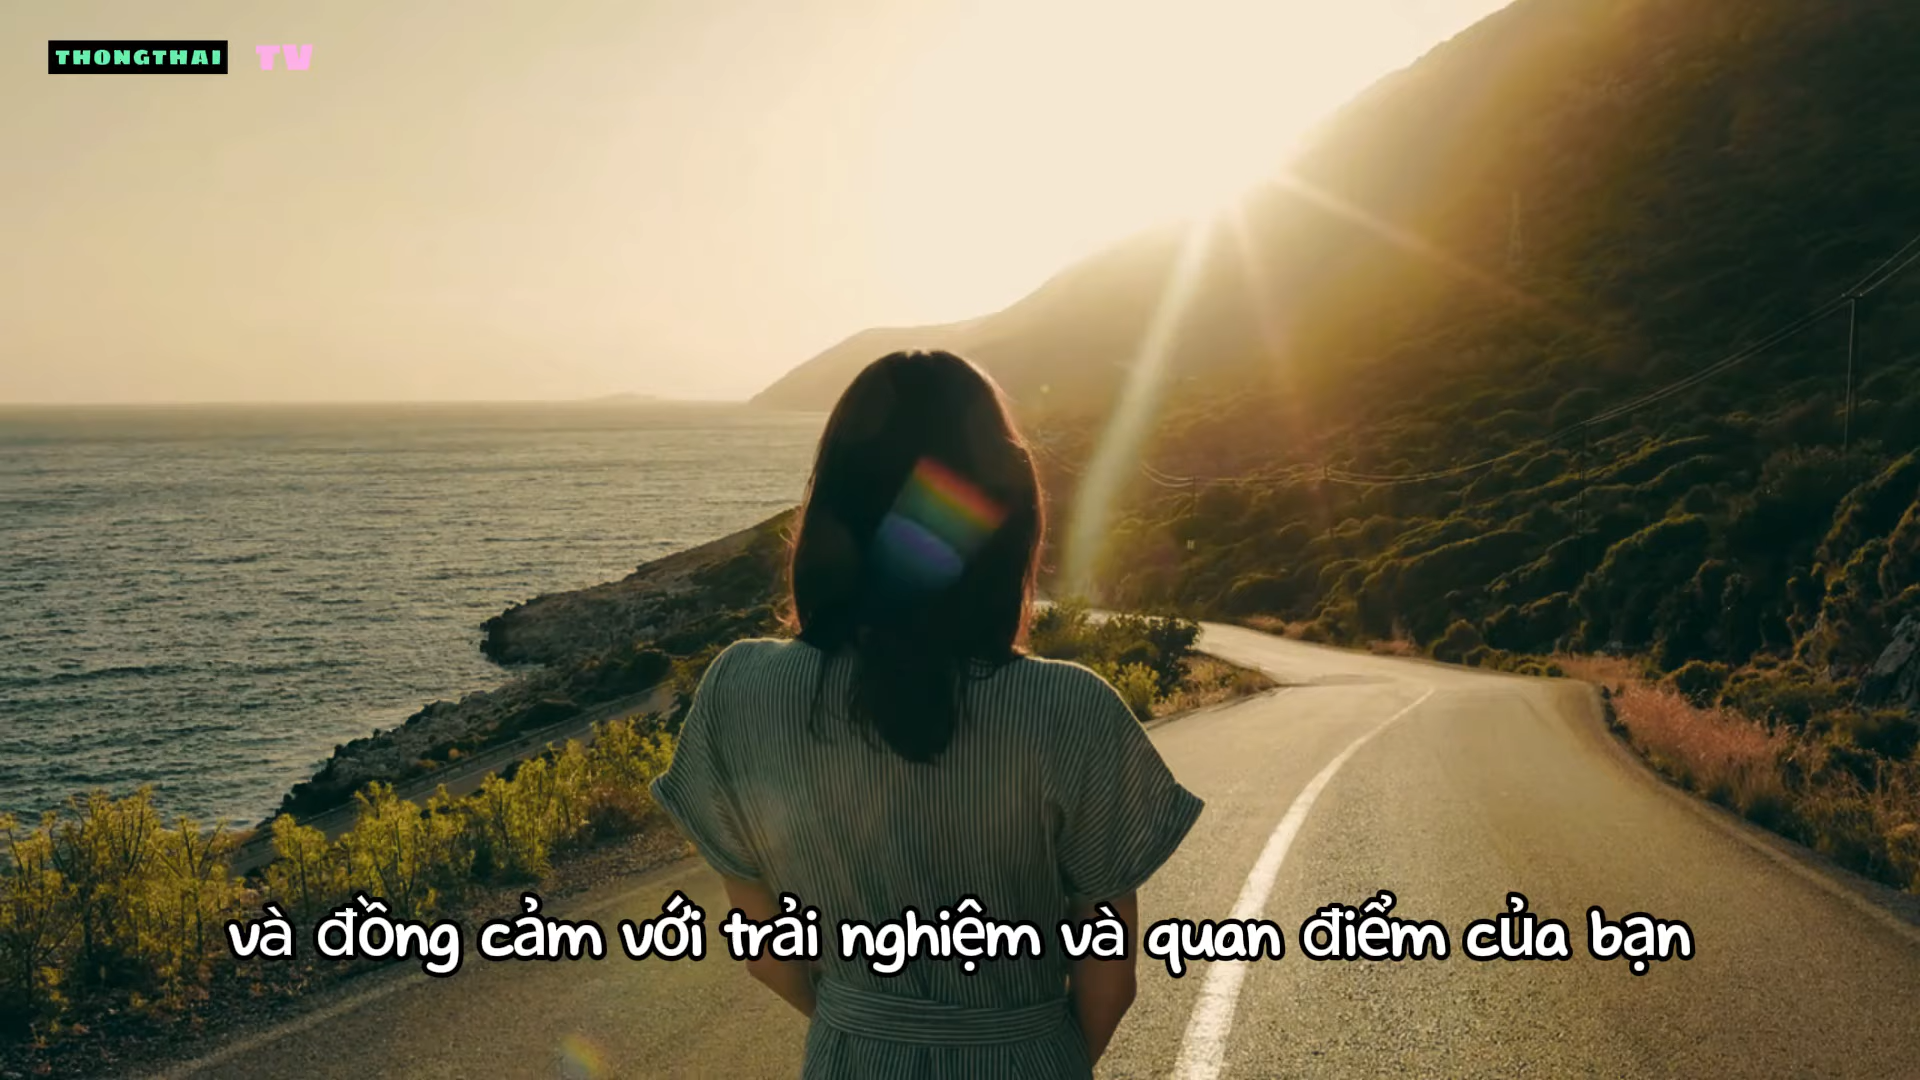 THONGTHAI TV
và đồng cảm với trải nghiệm và quan điểm của bạn